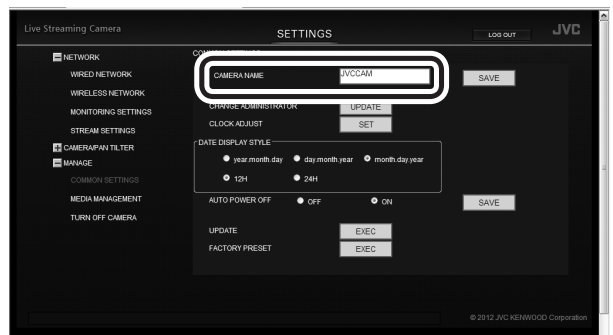 Live Streaming Camera
SETTINGS
LOG OUT
JVC
NETWORK
WIRED NETWORK
WIRELESS NETWORK
MONITORING SETTINGS
STREAM SETTINGS
CAMERA/PAN TILTER
MANAGE
COMMON SETTINGS
MEDIA MANAGEMENT
TURN OFF CAMERA
COMMON SETTINGS
CAMERA NAME JVCCAM SAVE
CHANGE ADMINISTRATOR UPDATE
CLOCK ADJUST SET
DATE DISPLAY STYLE
year.month.day day.month.year month.day.year
12H 24H
AUTO POWER OFF OFF ON SAVE
UPDATE EXEC
FACTORY PRESET EXEC
© 2012 JVC KENWOOD Corporation